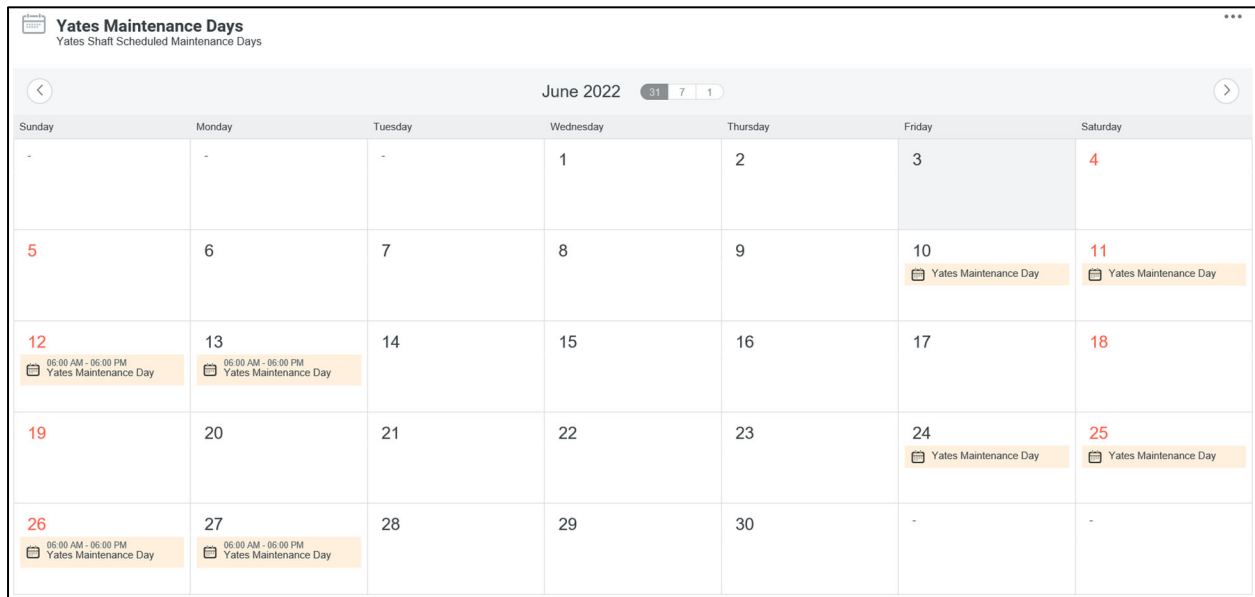 Yates Maintenance Days
Yates Shaft Scheduled Maintenance Days
June 2022 31 7 1
Sunday Monday Tuesday Wednesday Thursday Friday Saturday
- - - 1 2 3 4
5 6 7 8 9 10 11
Yates Maintenance Day Yates Maintenance Day
12 13 14 15 16 17 18
06:00 AM - 06:00 PM 06:00 AM - 06:00 PM
Yates Maintenance Day Yates Maintenance Day
19 20 21 22 23 24 25
Yates Maintenance Day Yates Maintenance Day
26 27 28 29 30 - -
06:00 AM - 06:00 PM 06:00 AM - 06:00 PM
Yates Maintenance Day Yates Maintenance Day